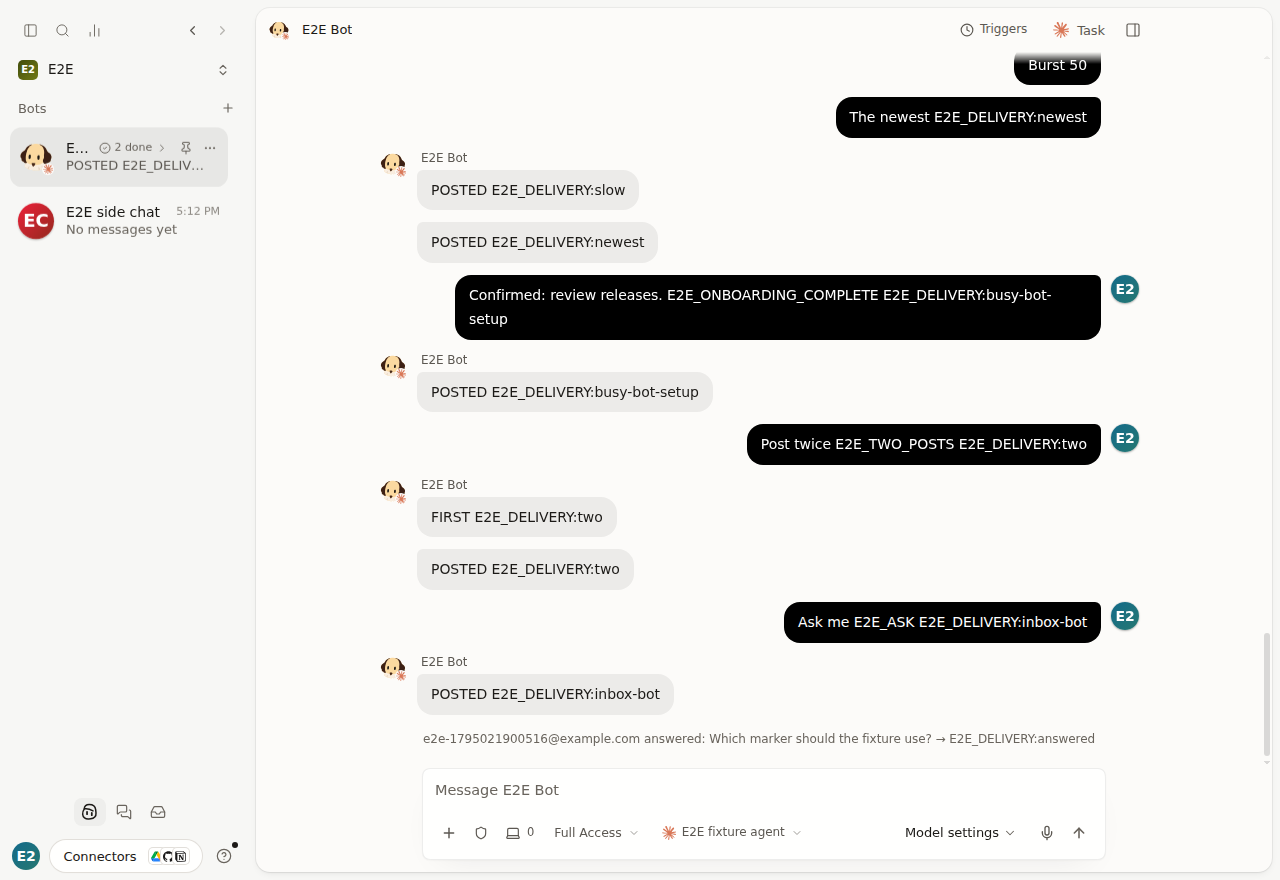 E2 E2E
Bots
E... 2 done
POSTED E2E_DELIV...
EC E2E side chat 5:12 PM
No messages yet
E2 Connectors
E2E Bot
Triggers
Task
Burst 50
The newest E2E_DELIVERY:newest
E2E Bot
POSTED E2E_DELIVERY:slow
POSTED E2E_DELIVERY:newest
Confirmed: review releases. E2E_ONBOARDING_COMPLETE E2E_DELIVERY:busy-bot-
setup
E2
E2E Bot
POSTED E2E_DELIVERY:busy-bot-setup
Post twice E2E_TWO_POSTS E2E_DELIVERY:two
E2
E2E Bot
FIRST E2E_DELIVERY:two
POSTED E2E_DELIVERY:two
Ask me E2E_ASK E2E_DELIVERY:inbox-bot
E2
E2E Bot
POSTED E2E_DELIVERY:inbox-bot
e2e-1795021900516@example.com answered: Which marker should the fixture use? → E2E_DELIVERY:answered
Message E2E Bot
0 Full Access E2E fixture agent Model settings